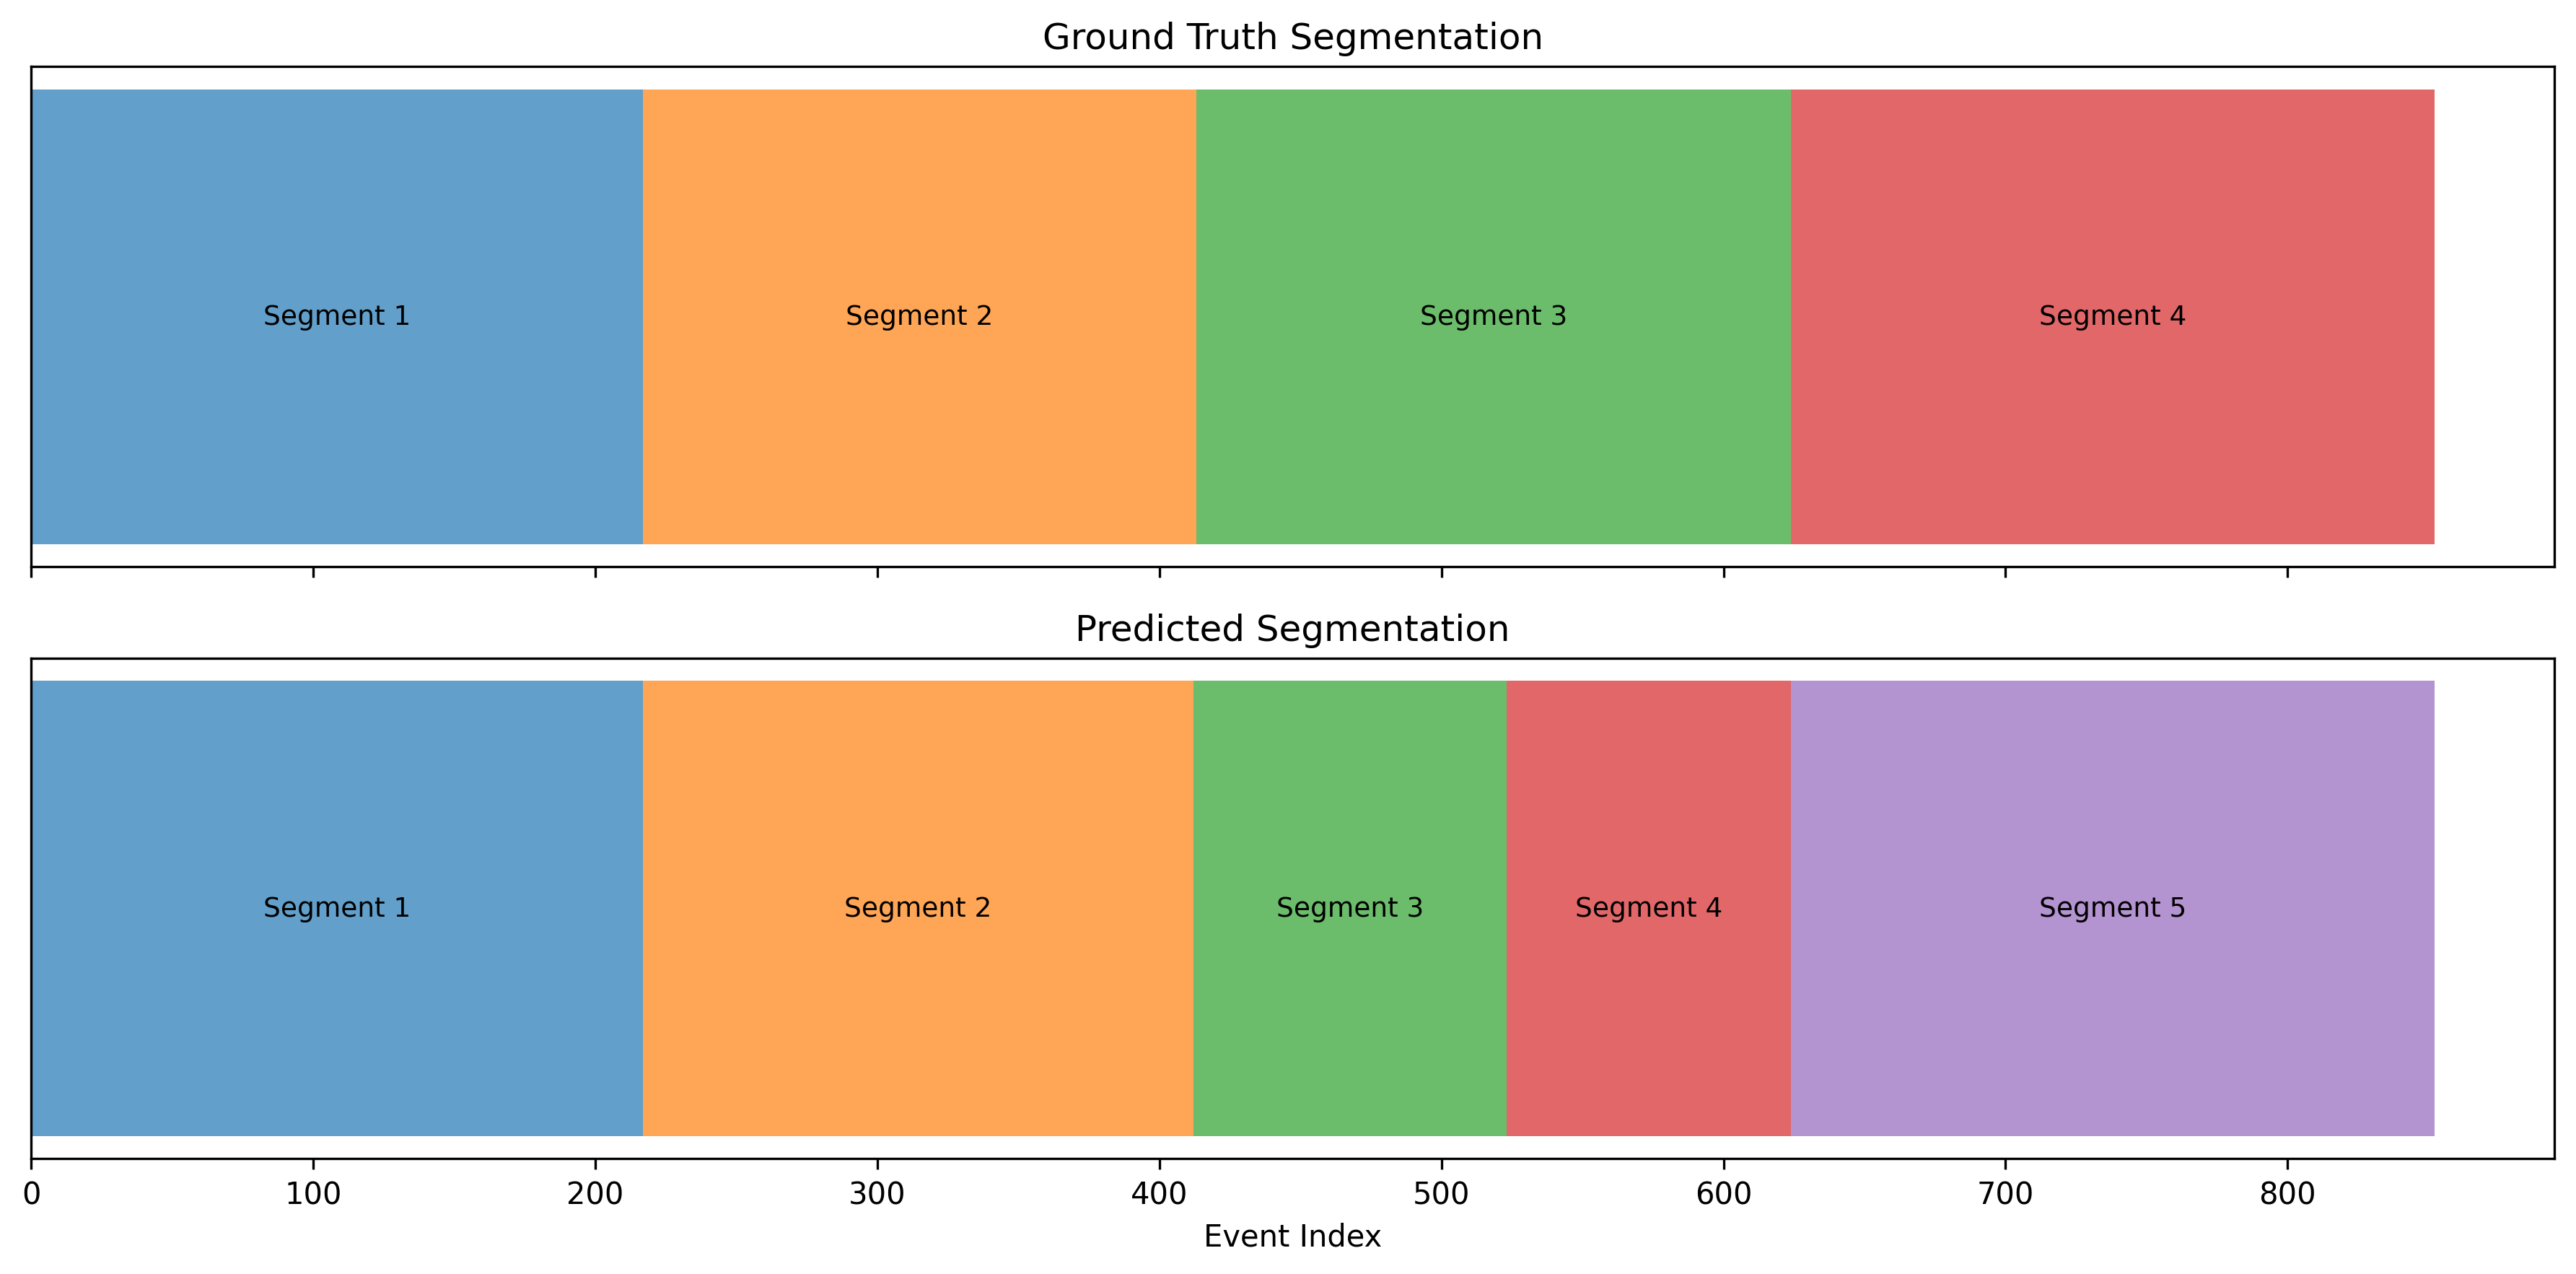 Ground Truth Segmentation
Segment 1 Segment 2 Segment 3 Segment 4
Predicted Segmentation
Segment 1 Segment 2 Segment 3 Segment 4 Segment 5
0 100 200 300 400 500 600 700 800
Event Index